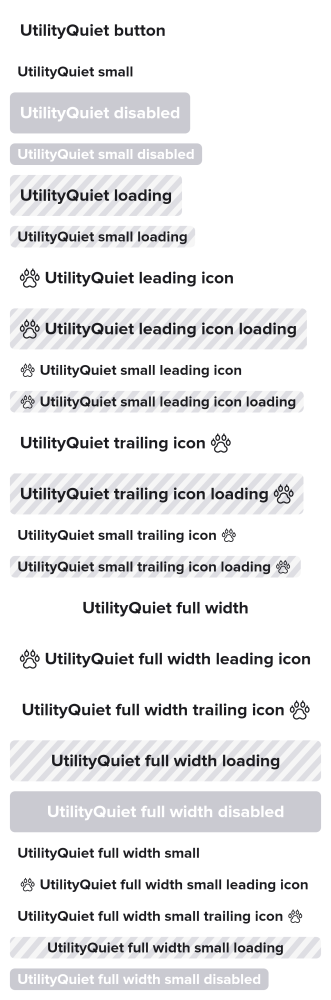 UtilityQuiet button
UtilityQuiet small
UtilityQuiet disabled
UtilityQuiet small disabled
UtilityQuiet loading
UtilityQuiet small loading
UtilityQuiet leading icon
UtilityQuiet leading icon loading
UtilityQuiet small leading icon
UtilityQuiet small leading icon loading
UtilityQuiet trailing icon
UtilityQuiet trailing icon loading
UtilityQuiet small trailing icon
UtilityQuiet small trailing icon loading
UtilityQuiet full width
UtilityQuiet full width leading icon
UtilityQuiet full width trailing icon
UtilityQuiet full width loading
UtilityQuiet full width disabled
UtilityQuiet full width small
UtilityQuiet full width small leading icon
UtilityQuiet full width small trailing icon
UtilityQuiet full width small loading
UtilityQuiet full width small disabled